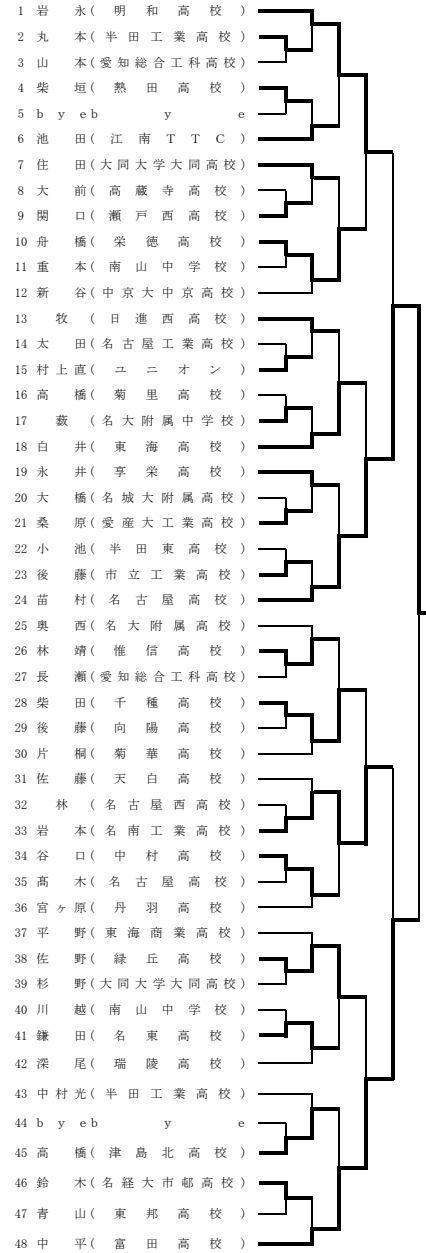 1 岩永(明和高校)
2 丸本(半田工業高校)
3 山本(愛知総合工科高校)
4 柴垣(熱田高校)
5 b y e b y e
6 池田(江南TTC)
7 住田(大同大学大同高校)
8 大前(高蔵寺高校)
9 関口(瀬戸西高校)
10 舟橋(栄徳高校)
11 重本(南山中学校)
12 新谷(中京大中京高校)
13 牧(日進西高校)
14 太田(名古屋工業高校)
15 村上直(ユニオン)
16 高橋(菊里高校)
17 薮(名大附属中学校)
18 白井(東海高校)
19 永井(享栄高校)
20 大橋(名城大附属高校)
21 桑原(愛産大工業高校)
22 小池(半田東高校)
23 後藤(市立工業高校)
24 苗村(名古屋高校)
25 奥西(名大附属高校)
26 林靖(惟信高校)
27 長瀬(愛知総合工科高校)
28 柴田(千種高校)
29 後藤(向陽高校)
30 片桐(菊華高校)
31 佐藤(天白高校)
32 林(名古屋西高校)
33 岩本(名南工業高校)
34 谷口(中村高校)
35 髙木(名古屋高校)
36 宮ヶ原(丹羽高校)
37 平野(東海商業高校)
38 佐野(緑丘高校)
39 杉野(大同大学大同高校)
40 川越(南山中学校)
41 鎌田(名東高校)
42 深尾(瑞陵高校)
43 中村光(半田工業高校)
44 b y e b y e
45 高橋(津島北高校)
46 鈴木(名経大市邨高校)
47 青山(東邦高校)
48 中平(富田高校)